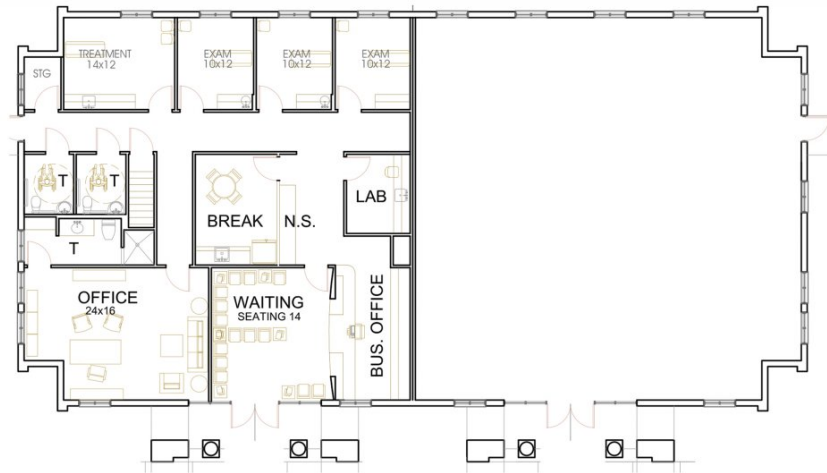 TREATMENT
14x12
EXAM
10x12
EXAM
10x12
EXAM
10x12
STG
T
T
BREAK
N.S.
LAB
T
OFFICE
24x16
WAITING
SEATING 14
BUS. OFFICE